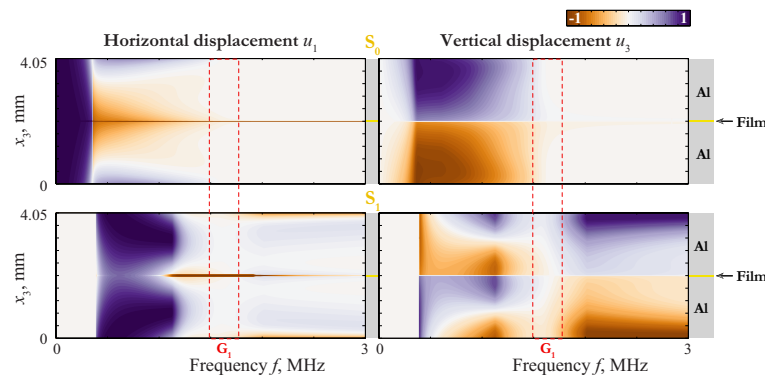 -1 1
Horizontal displacement u1 S0 Vertical displacement u3
4.05
x3, mm
0
Al
Film
Al
S1
4.05
x3, mm
0
Al
Film
Al
0 G1 3 G1 3
Frequency f, MHz Frequency f, MHz